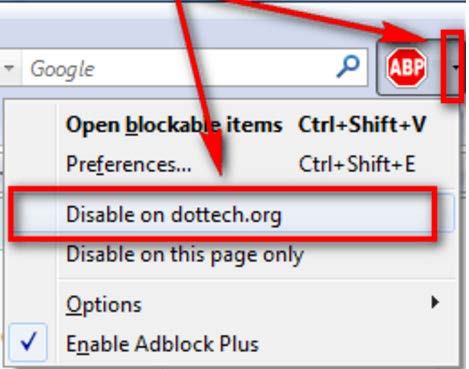 Google
ABP
Open blockable items Ctrl+Shift+V
Preferences... Ctrl+Shift+E
Disable on dottech.org
Disable on this page only
Options
Enable Adblock Plus